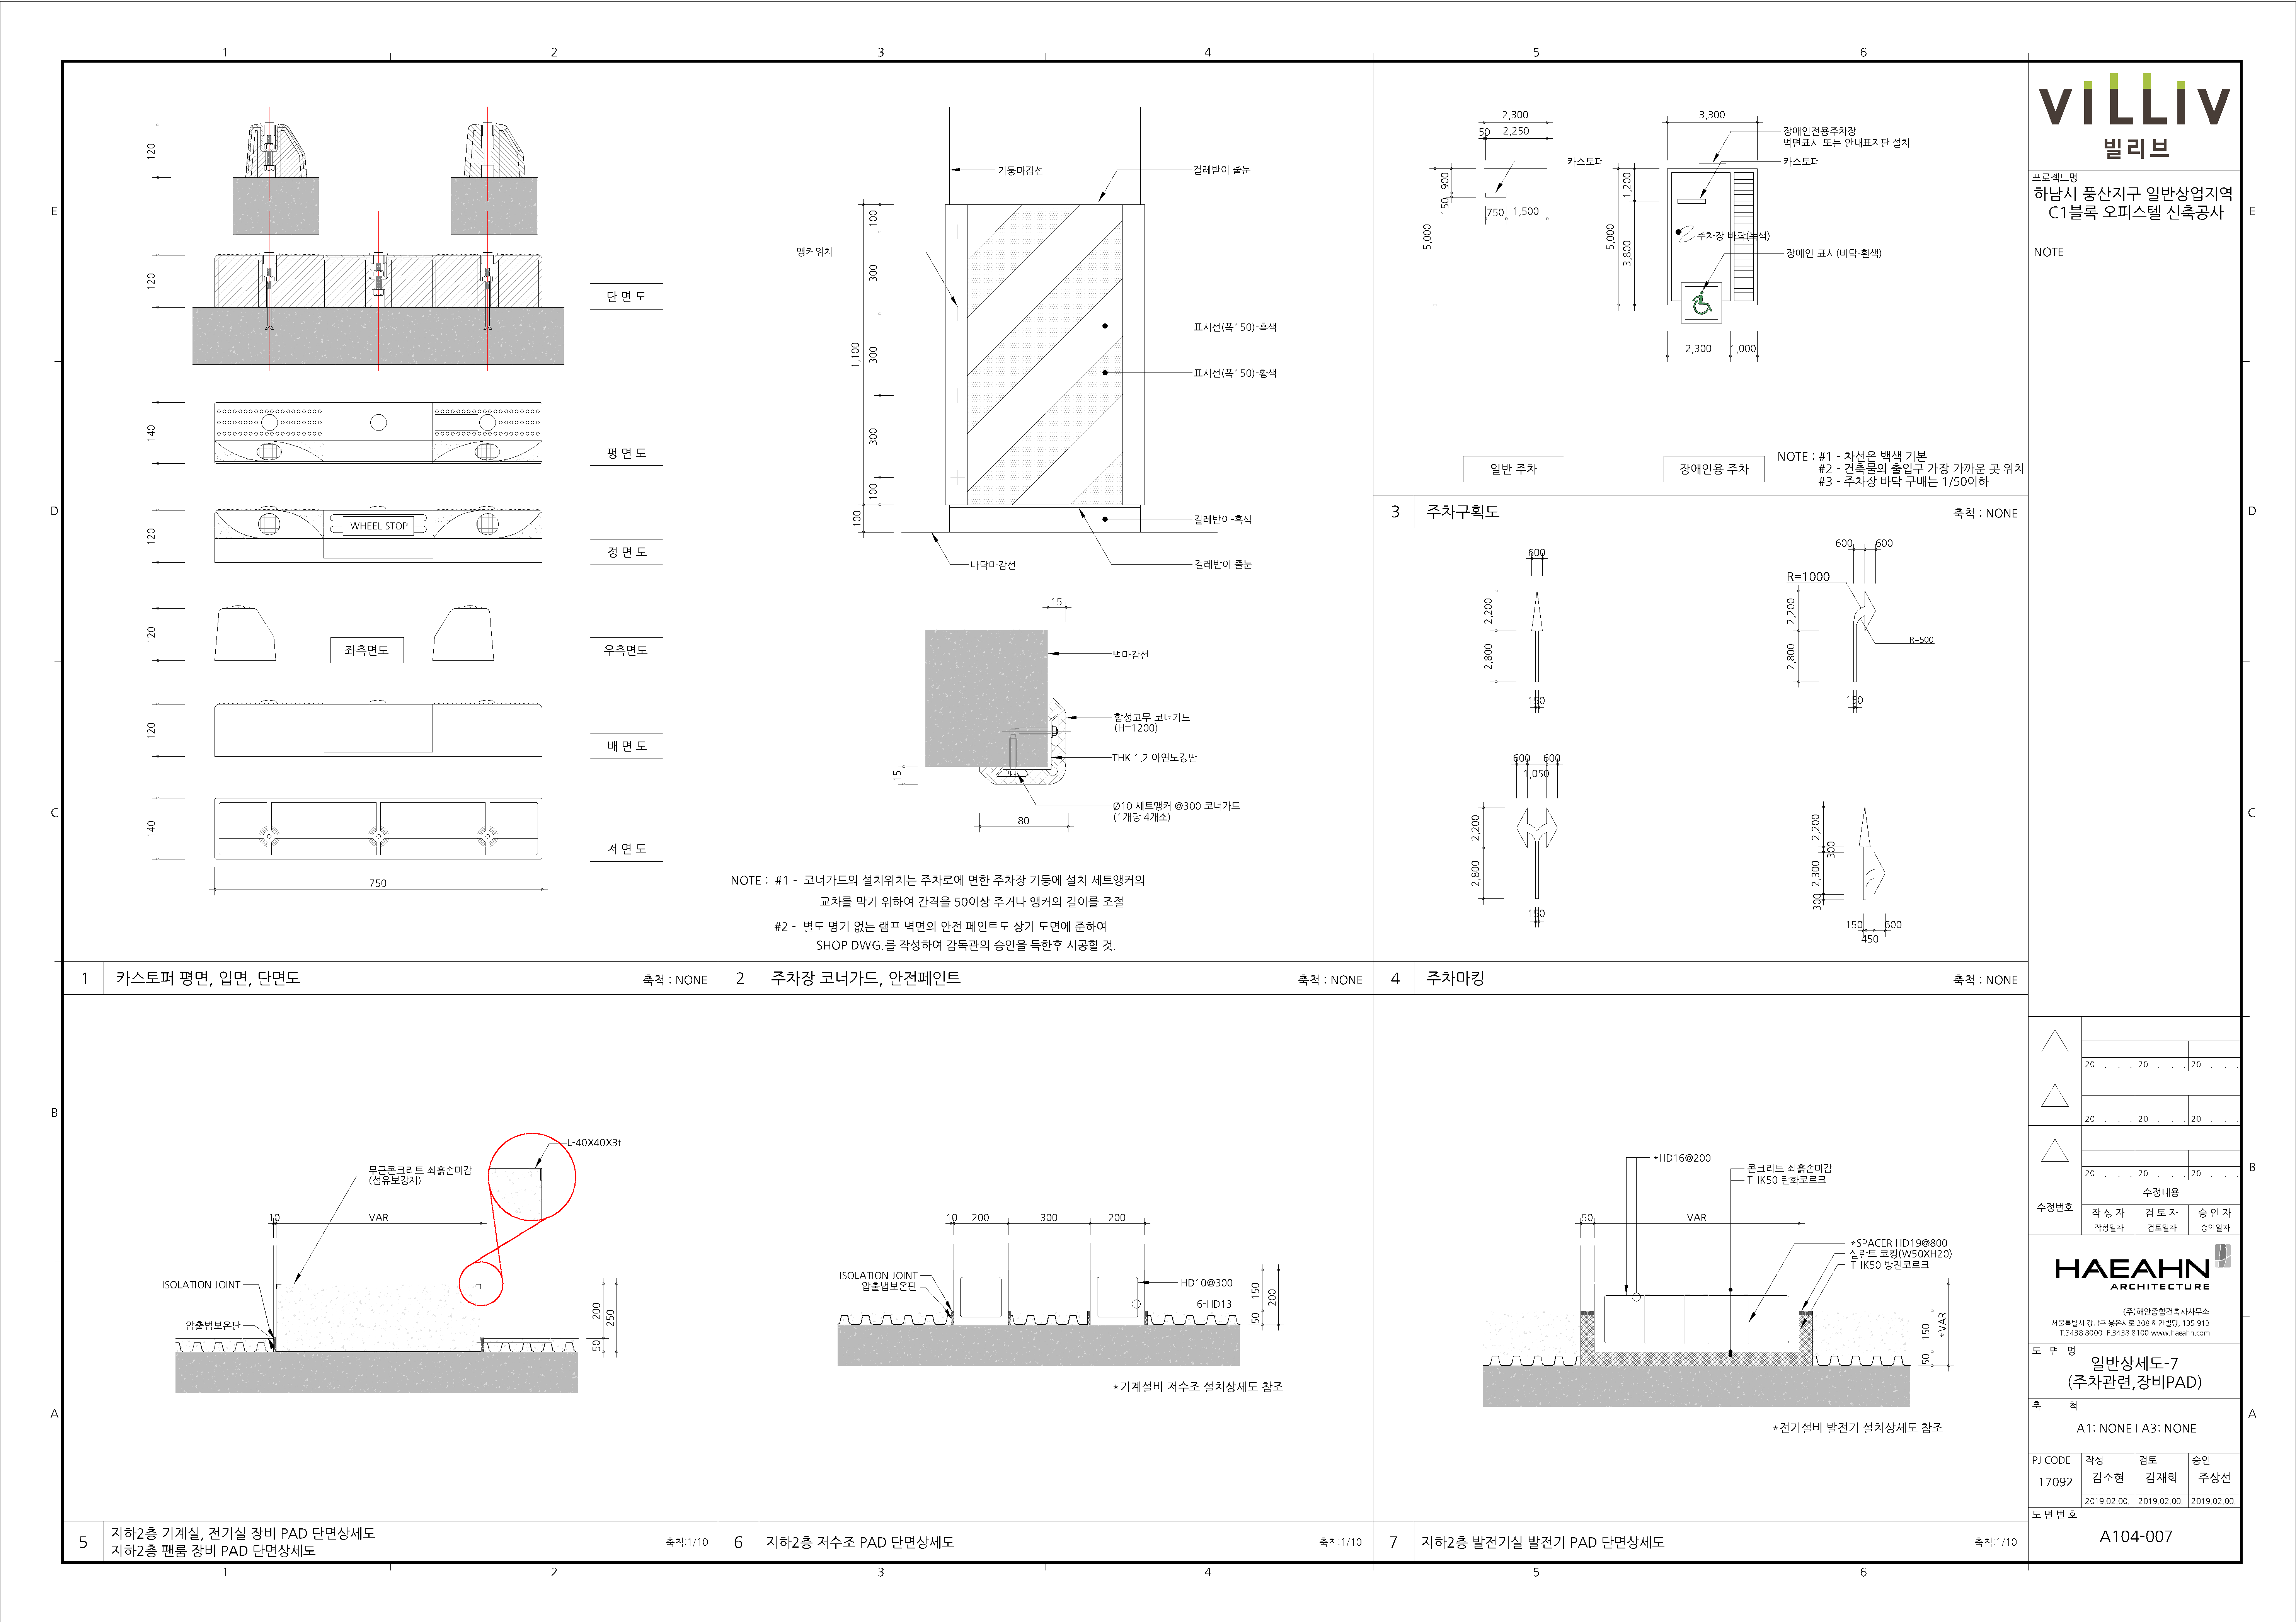 1
2
3
4
5
6
E
D
C
B
A
120
120
단 면 도
140
평 면 도
120
WHEEL STOP
정 면 도
120
좌측면도
우측면도
120
배 면 도
140
저 면 도
750
1
카스토퍼 평면, 입면, 단면도
축척 : NONE
기둥마감선
걸레받이 줄눈
앵커위치
100
300
300
300
100
1,100
100
표시선(폭150)-흑색
표시선(폭150)-황색
걸레받이-흑색
바닥마감선
걸레받이 줄눈
15
벽마감선
합성고무 코너가드
(H=1200)
THK 1.2 아연도강판
15
Ø10 세트앵커 @300 코너가드
(1개당 4개소)
80
NOTE : #1 - 코너가드의 설치위치는 주차로에 면한 주차장 기둥에 설치 세트앵커의
교차를 막기 위하여 간격을 50이상 주거나 앵커의 길이를 조절
#2 - 별도 명기 없는 램프 벽면의 안전 페인트도 상기 도면에 준하여
SHOP DWG.를 작성하여 감독관의 승인을 득한후 시공할 것.
2
주차장 코너가드, 안전페인트
축척 : NONE
2,300
50 2,250
카스토퍼
900
150
750 1,500
5,000
일반 주차
3,300
장애인전용주차장
벽면표시 또는 안내표지판 설치
카스토퍼
1,200
5,000
3,800
주차장 바닥(녹색)
장애인 표시(바닥-흰색)
2,300 1,000
장애인용 주차
NOTE : #1 - 차선은 백색 기본
#2 - 건축물의 출입구 가장 가까운 곳 위치
#3 - 주차장 바닥 구배는 1/50이하
3
주차구획도
축척 : NONE
600
2,200
2,800
150
600 600
R=1000
2,200
R=500
2,800
150
600 600
1,050
2,200
2,800
150
2,200
300
2,300
300
150 600
450
4
주차마킹
축척 : NONE
L-40X40X3t
무근콘크리트 쇠흙손마감
(섬유보강재)
10 VAR
ISOLATION JOINT
압출법보온판
200
250
50
5
지하2층 기계실, 전기실 장비 PAD 단면상세도
지하2층 팬룸 장비 PAD 단면상세도
축척:1/10
10 200 300 200
ISOLATION JOINT
압출법보온판
HD10@300
6-HD13
150
200
50
*기계설비 저수조 설치상세도 참조
6
지하2층 저수조 PAD 단면상세도
축척:1/10
*HD16@200
콘크리트 쇠흙손마감
THK50 탄화코르크
50 VAR
*SPACER HD19@800
실란트 코킹(W50XH20)
THK50 방진코르크
150
*VAR
50
*전기설비 발전기 설치상세도 참조
7
지하2층 발전기실 발전기 PAD 단면상세도
축척:1/10
VILLIV
빌리브
프로젝트명
하남시 풍산지구 일반상업지역
C1블록 오피스텔 신축공사
NOTE
20 . . . 20 . . . 20 . . .
20 . . . 20 . . . 20 . . .
20 . . . 20 . . . 20 . . .
수정번호
수정내용
작 성 자 검 토 자 승 인 자
작성일자 검토일자 승인일자
HAEAHN
ARCHITECTURE
(주)해안종합건축사사무소
서울특별시 강남구 봉은사로 208 해안빌딩, 135-913
T.3438 8000 F.3438 8100 www.haeahn.com
도 면 명
일반상세도-7
(주차관련,장비PAD)
축 척
A1: NONE I A3: NONE
PJ CODE 작성 검토 승인
17092 김소현 김재희 주상선
2019.02.00. 2019.02.00. 2019.02.00.
도 면 번 호
A104-007
E
D
C
B
A
1
2
3
4
5
6